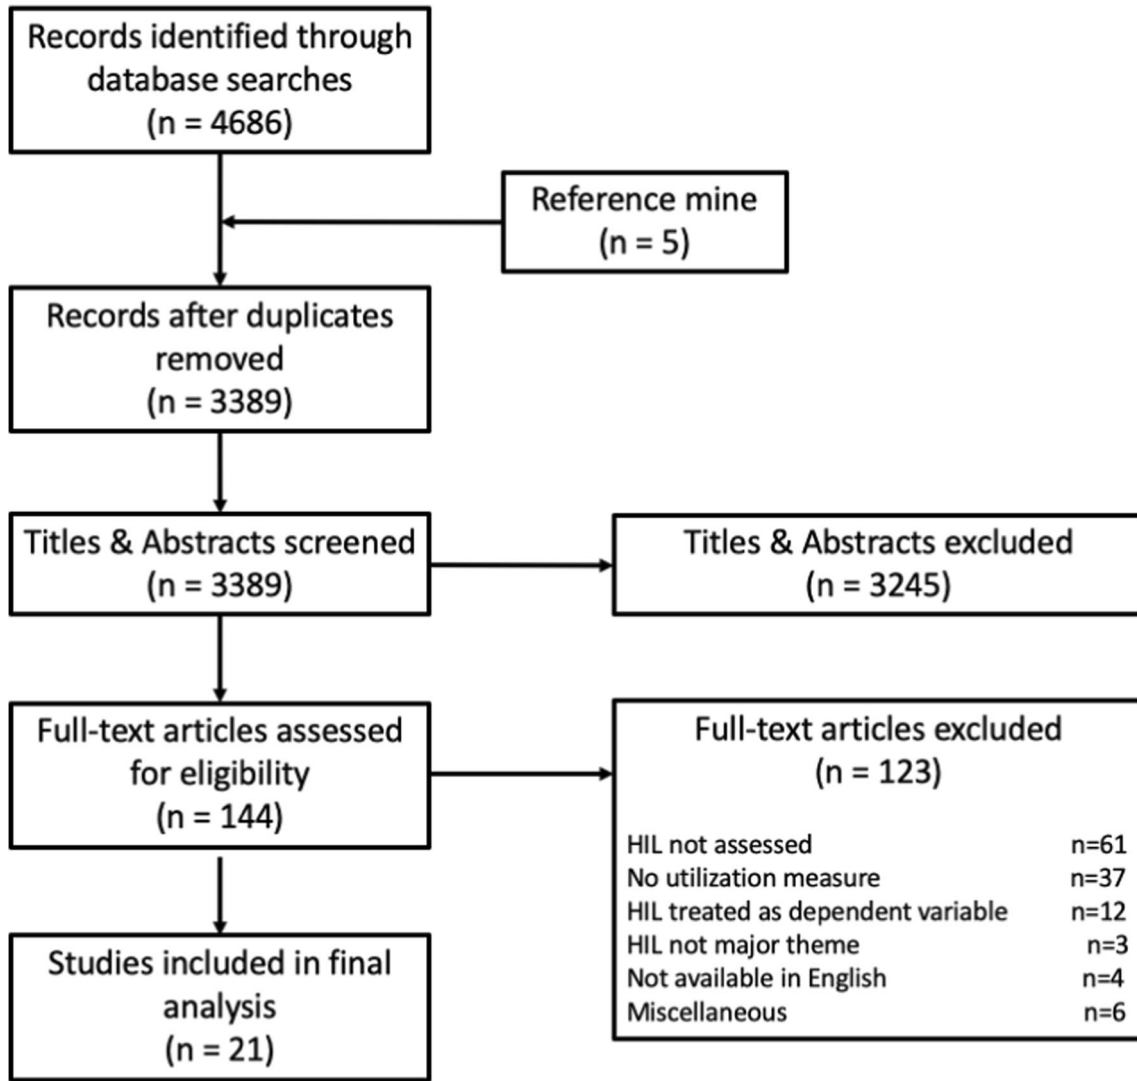 Records identified through
database searches
(n = 4686)
Reference mine
(n = 5)
Records after duplicates
removed
(n = 3389)
Titles & Abstracts screened
(n = 3389)
Titles & Abstracts excluded
(n = 3245)
Full-text articles assessed
for eligibility
(n = 144)
Full-text articles excluded
(n = 123)
HIL not assessed n=61
No utilization measure n=37
HIL treated as dependent variable n=12
HIL not major theme n=3
Not available in English n=4
Miscellaneous n=6
Studies included in final
analysis
(n = 21)